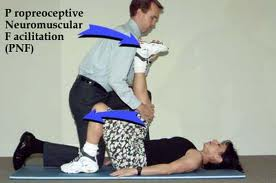 P ropreoceptive
Neuromuscular
F acilitation
(PNF)